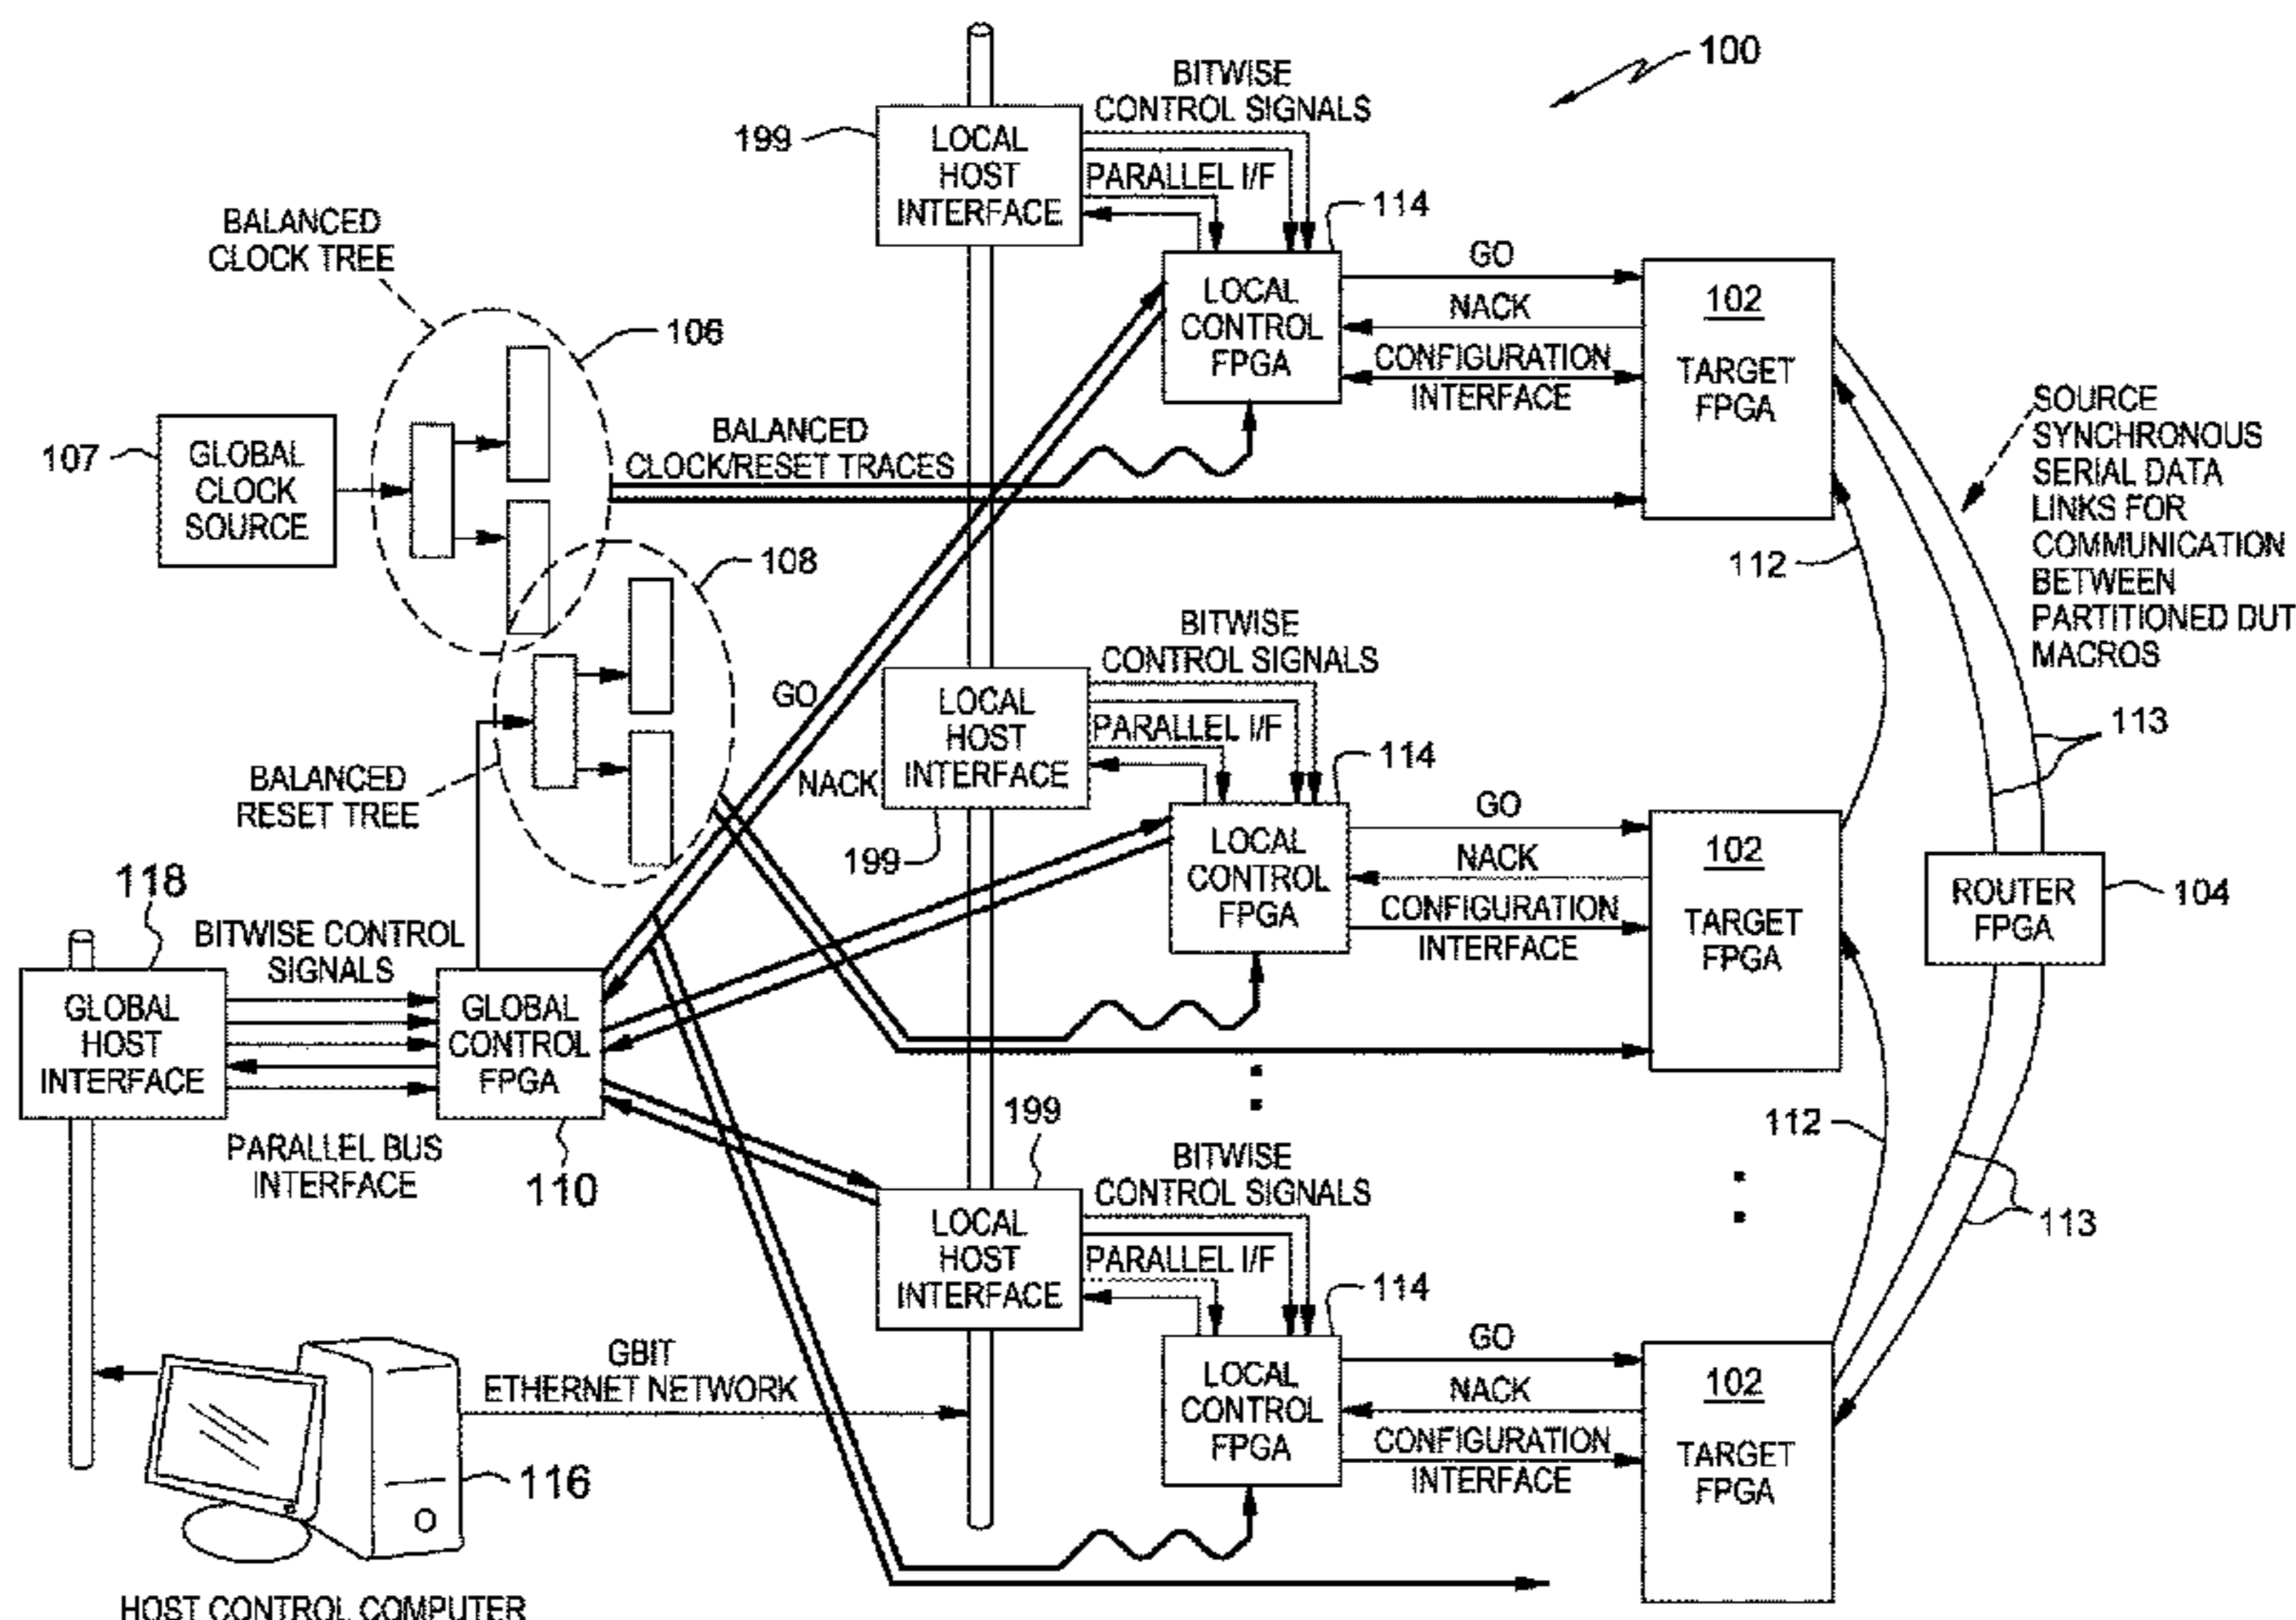 100
BITWISE
CONTROL SIGNALS
199
LOCAL
HOST
INTERFACE
PARALLEL I/F
114
BALANCED
CLOCK TREE
106
LOCAL
CONTROL
FPGA
GO
NACK
CONFIGURATION
INTERFACE
102
TARGET
FPGA
SOURCE
SYNCHRONOUS
SERIAL DATA
LINKS FOR
COMMUNICATION
BETWEEN
PARTITIONED DUT
MACROS
107
GLOBAL
CLOCK
SOURCE
BALANCED
CLOCK/RESET TRACES
108
112
BITWISE
CONTROL SIGNALS
GO
LOCAL
HOST
INTERFACE
PARALLEL I/F
114
113
BALANCED
RESET TREE
NACK
199
LOCAL
CONTROL
FPGA
GO
NACK
CONFIGURATION
INTERFACE
102
TARGET
FPGA
ROUTER
FPGA
104
118
BITWISE CONTROL
SIGNALS
GLOBAL
HOST
INTERFACE
GLOBAL
CONTROL
FPGA
PARALLEL BUS
INTERFACE
110
199
112
113
BITWISE
CONTROL SIGNALS
LOCAL
HOST
INTERFACE
PARALLEL I/F
114
GBIT
ETHERNET NETWORK
LOCAL
CONTROL
FPGA
GO
NACK
CONFIGURATION
INTERFACE
102
TARGET
FPGA
116
HOST CONTROL COMPUTER